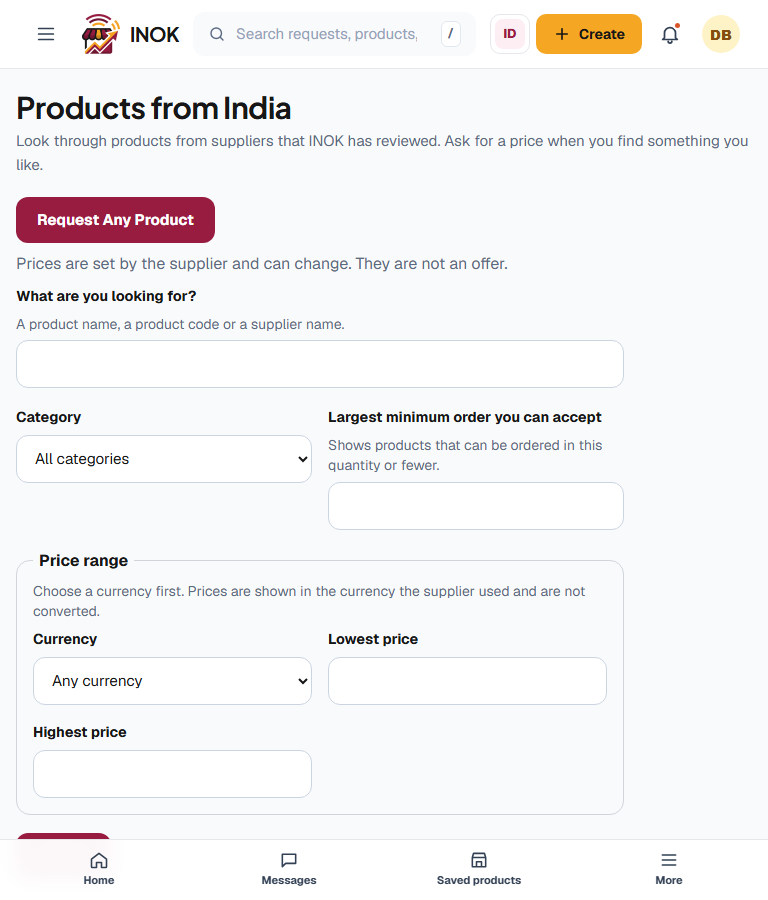 INOK
Search requests, products,
/
ID
Create
DB
Products from India
Look through products from suppliers that INOK has reviewed. Ask for a price when you find something you
like.
Request Any Product
Prices are set by the supplier and can change. They are not an offer.
What are you looking for?
A product name, a product code or a supplier name.
Category
Largest minimum order you can accept
Shows products that can be ordered in this
quantity or fewer.
All categories
Price range
Choose a currency first. Prices are shown in the currency the supplier used and are not
converted.
Currency
Lowest price
Any currency
Highest price
Home
Messages
Saved products
More